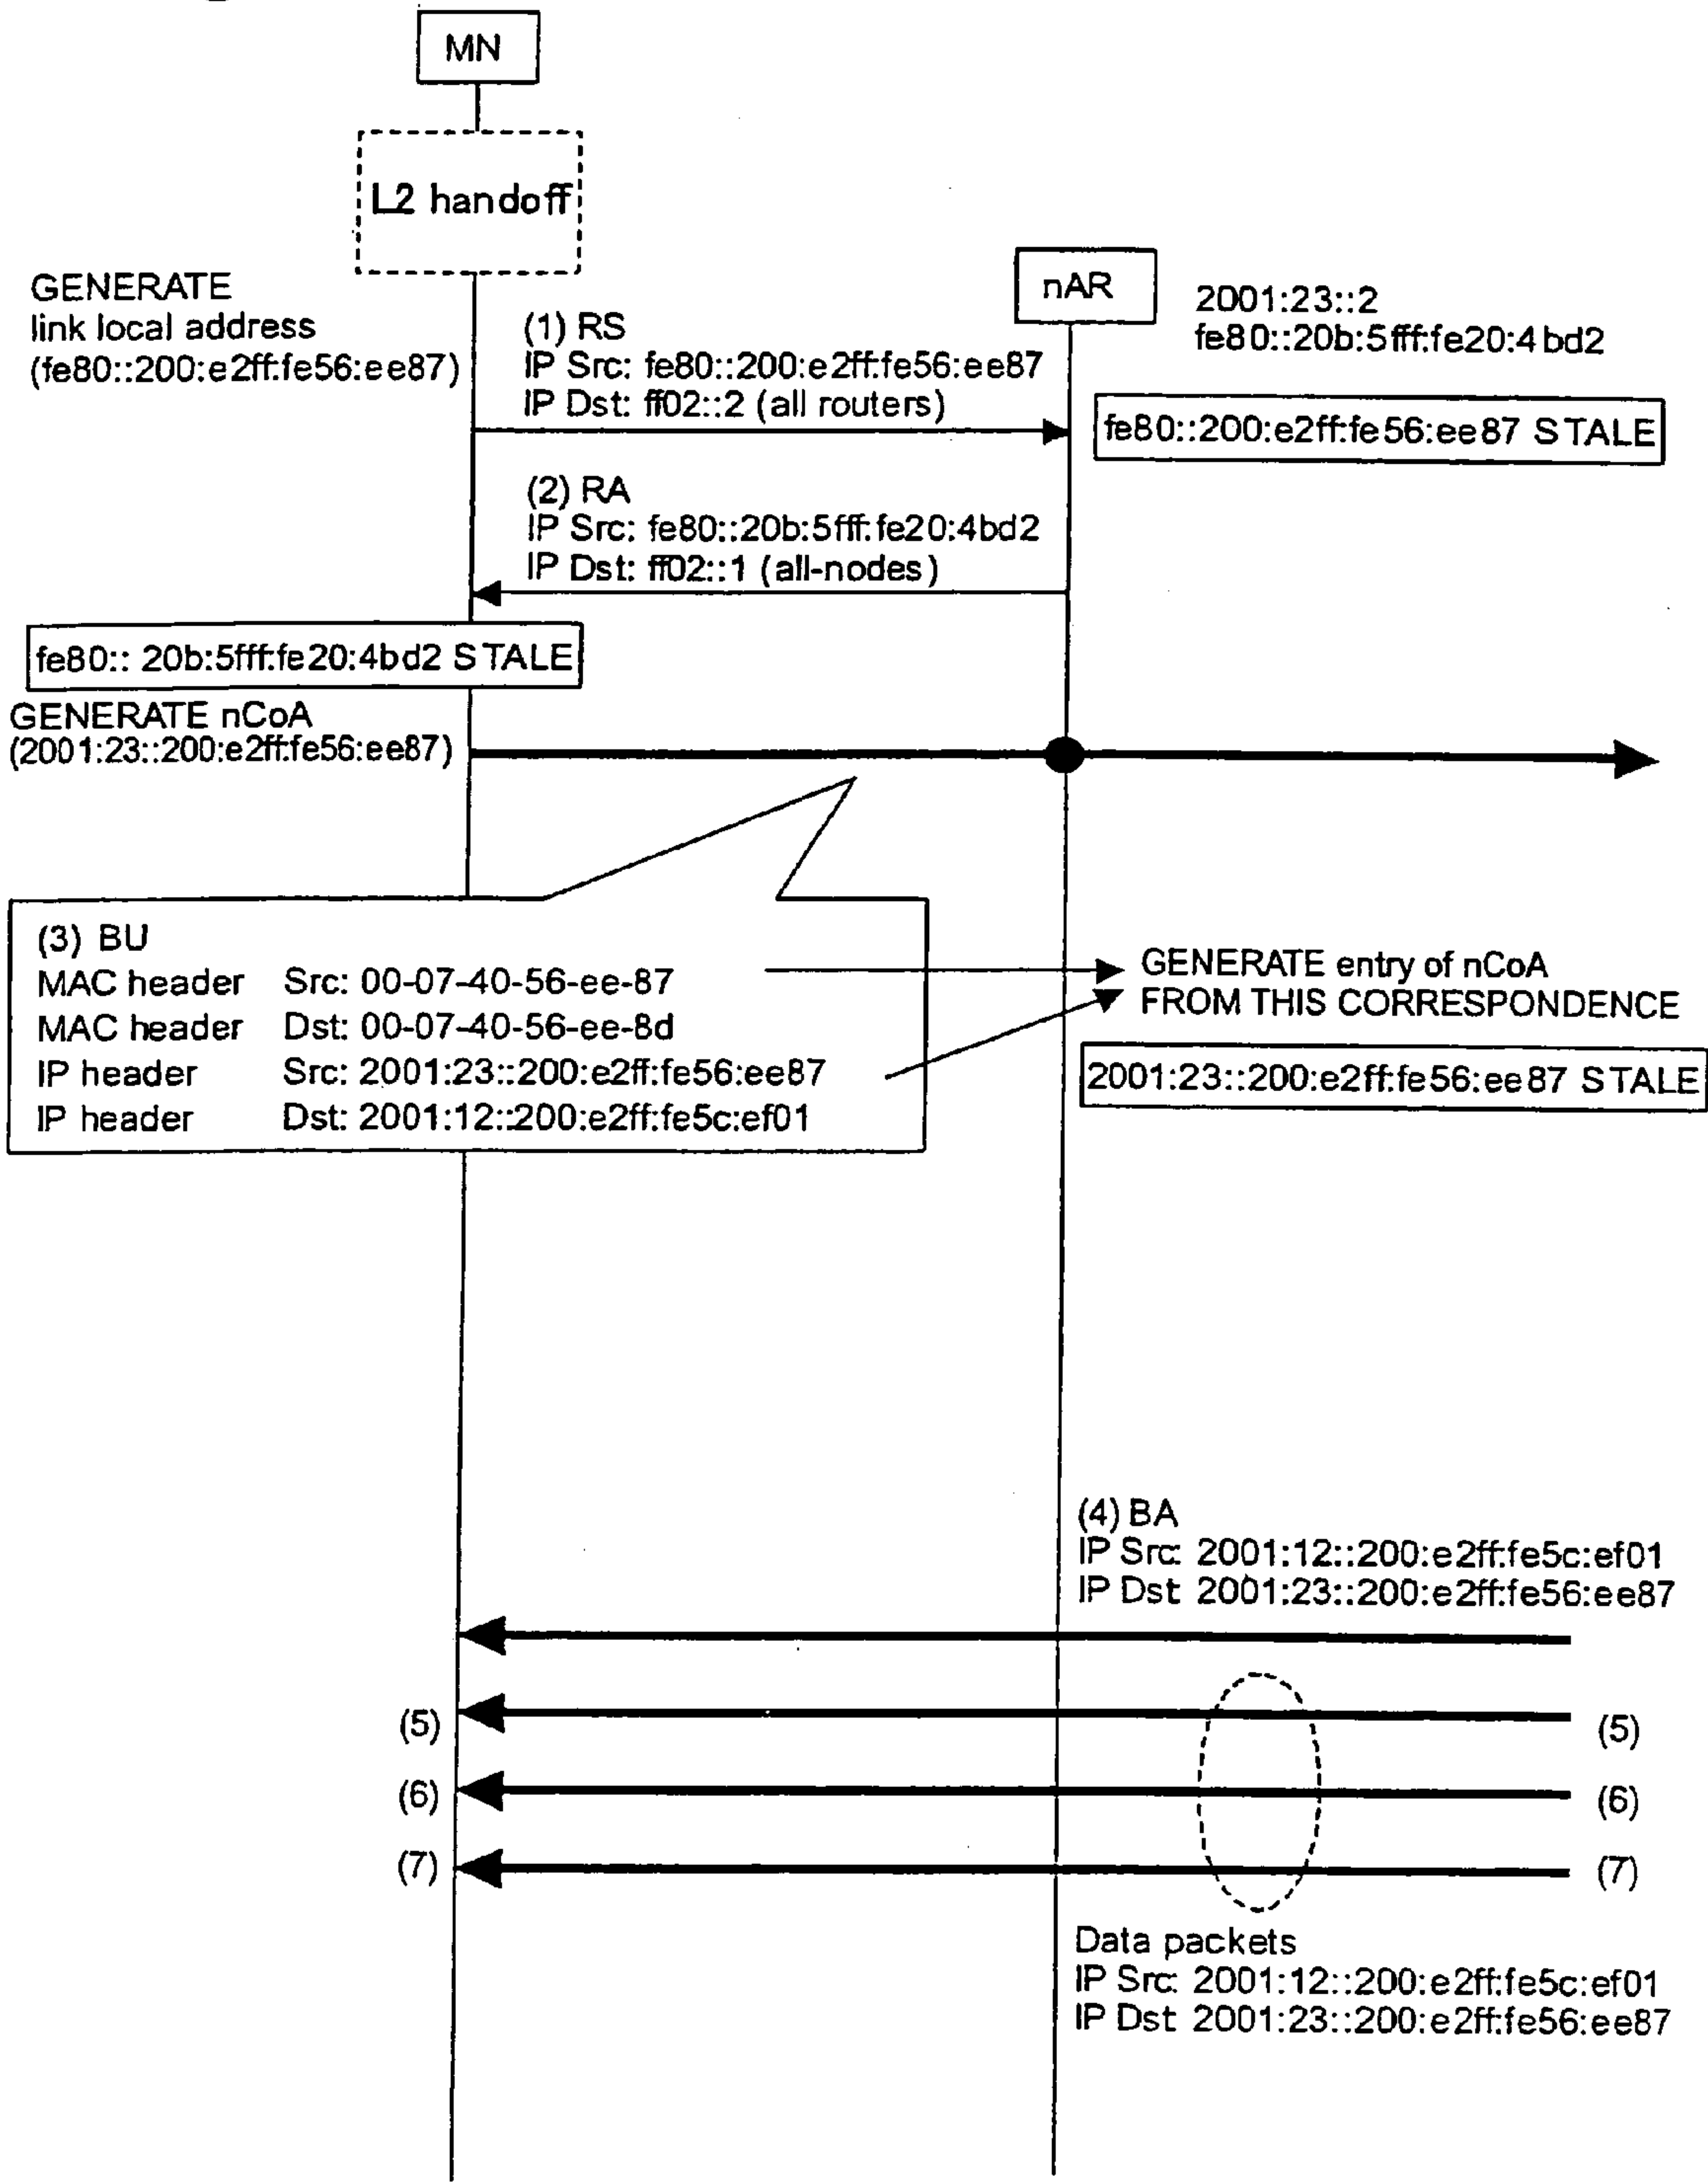 MN
L2 handoff
GENERATE
link local address
(fe80::200:e2ff:fe56:ee87)
nAR
2001:23::2
fe80::20b:5fff:fe20:4bd2
(1) RS
IP Src: fe80::200:e2ff:fe56:ee87
IP Dst: ff02::2 (all routers)
fe80::200:e2ff:fe56:ee87 STALE
(2) RA
IP Src: fe80::20b:5fff:fe20:4bd2
IP Dst: ff02::1 (all-nodes)
fe80:: 20b:5fff:fe20:4bd2 STALE
GENERATE nCoA
(2001:23::200:e2ff:fe56:ee87)
(3) BU
MAC header Src: 00-07-40-56-ee-87
MAC header Dst: 00-07-40-56-ee-8d
IP header Src: 2001:23::200:e2ff:fe56:ee87
IP header Dst: 2001:12::200:e2ff:fe5c:ef01
GENERATE entry of nCoA
FROM THIS CORRESPONDENCE
2001:23::200:e2ff:fe56:ee87 STALE
(4) BA
IP Src: 2001:12::200:e2ff:fe5c:ef01
IP Dst 2001:23::200:e2ff:fe56:ee87
(5) (5)
(6) (6)
(7) (7)
Data packets
IP Src: 2001:12::200:e2ff:fe5c:ef01
IP Dst 2001:23::200:e2ff:fe56:ee87